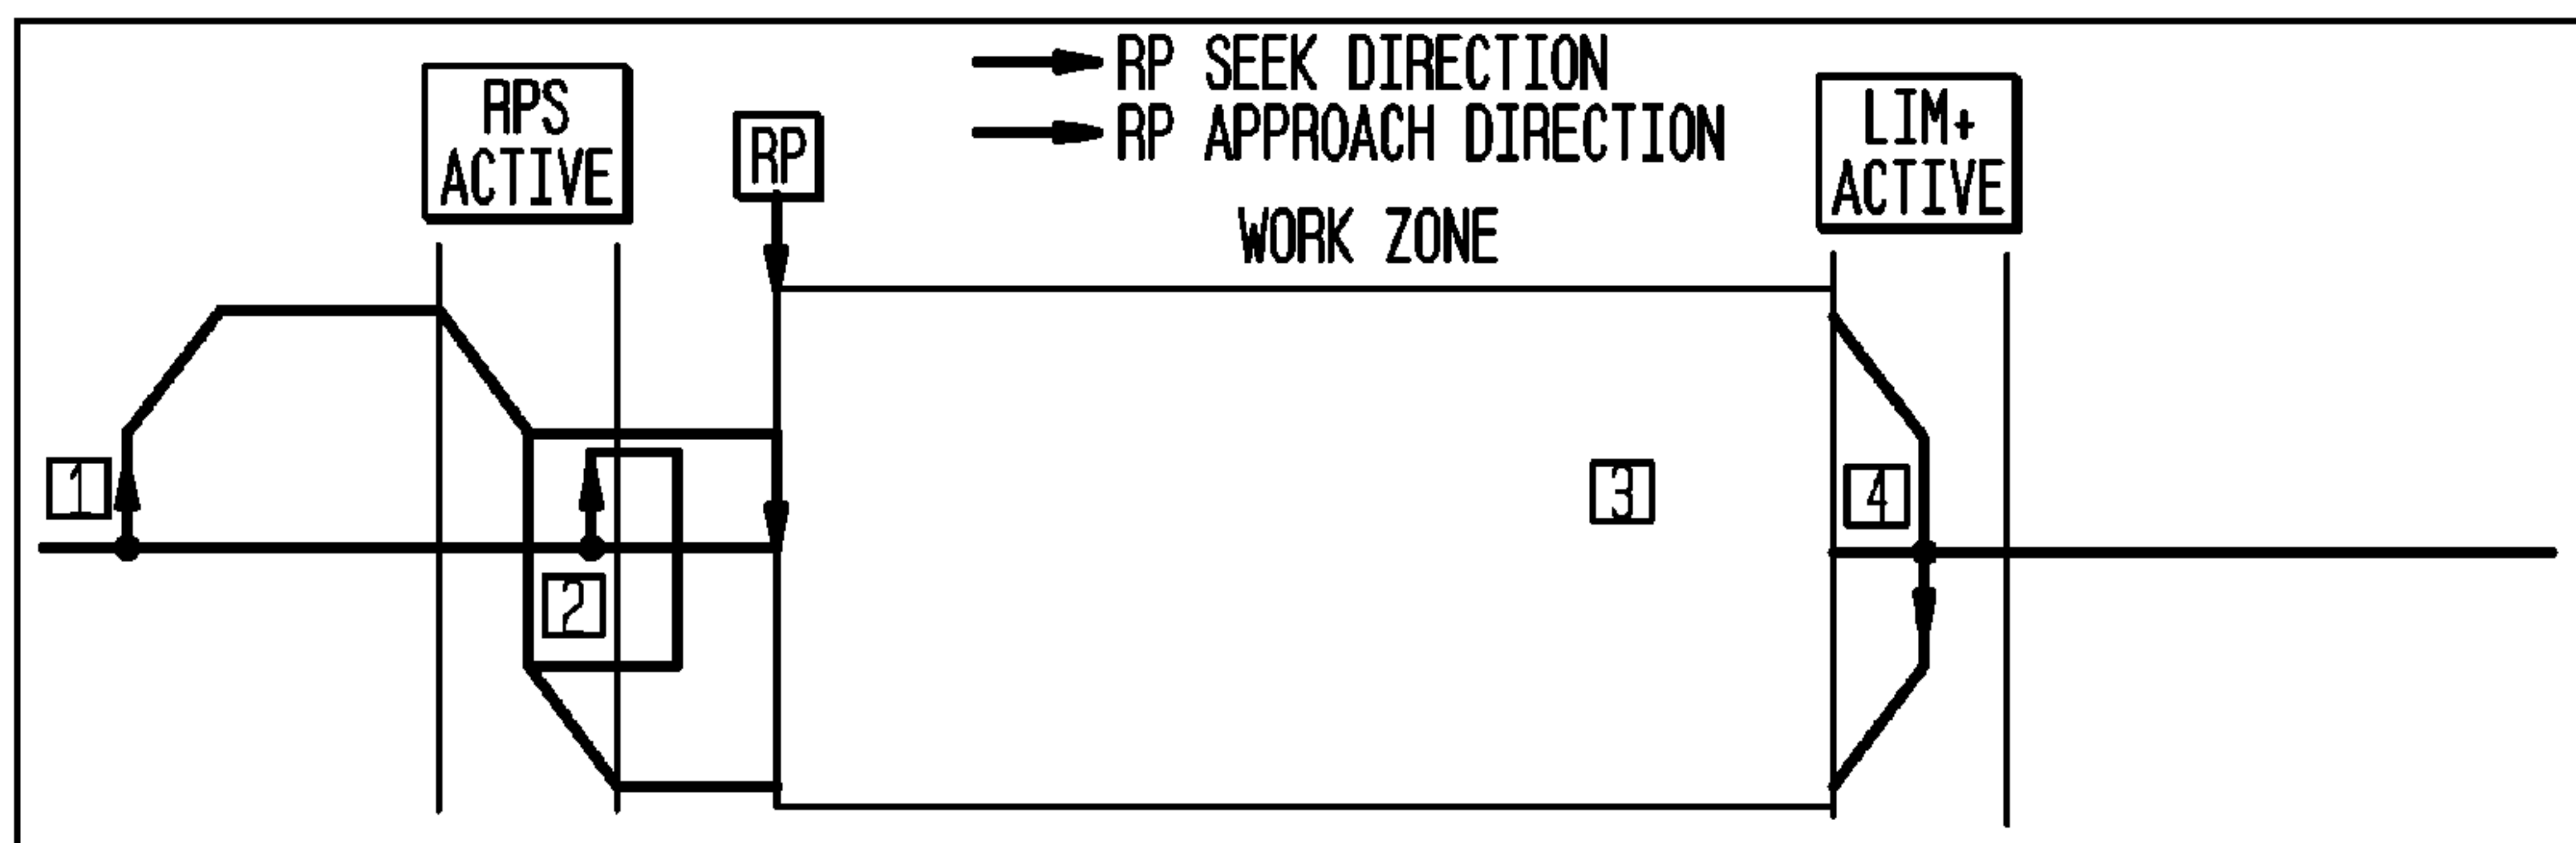 RP SEEK DIRECTION
RP APPROACH DIRECTION
RPS
ACTIVE
RP
LIM+
ACTIVE
WORK ZONE
1
2
3
4